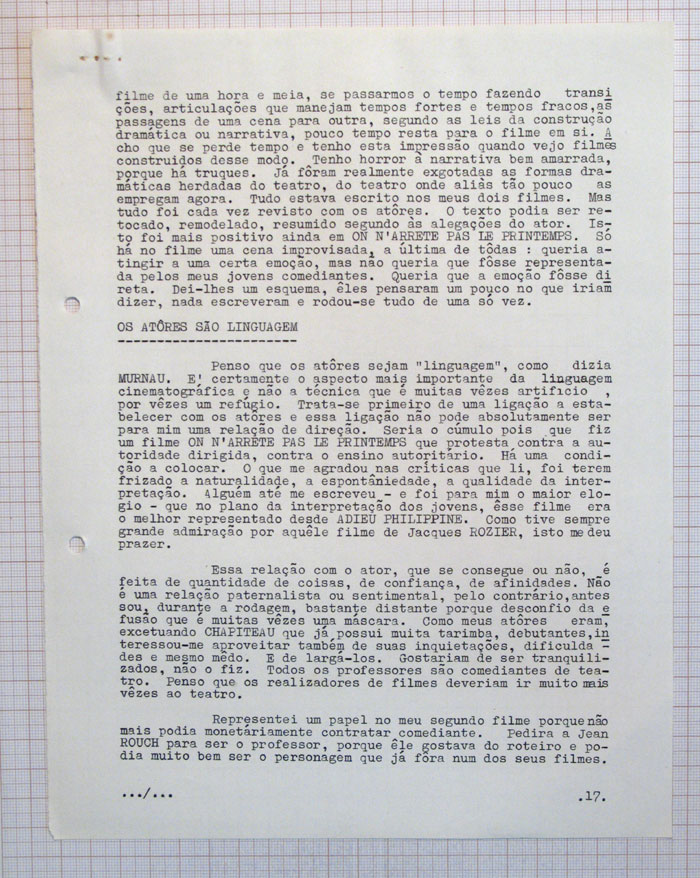 filme de uma hora e meia, se passarmos o tempo fazendo transi
ções, articulações que manejam tempos fortes e tempos fracos,as
passagens de uma cena para outra, segundo as leis da construção
dramática ou narrativa, pouco tempo resta para o filme em si. A
cho que se perde tempo e tenho esta impressão quando vejo filmes
construidos desse modo. Tenho horror à narrativa bem amarrada,
porque há truques. Já fôram realmente exgotadas as formas dra-
máticas herdadas do teatro, do teatro onde aliás tão pouco as
empregam agora. Tudo estava escrito nos meus dois filmes. Mas
tudo foi cada vez revisto com os atôres. O texto podia ser re-
tocado, remodelado, resumido segundo às alegações do ator. Is-
to foi mais positivo ainda em ON N'ARRETE PAS LE PRINTEMPS. Só
há no filme uma cena improvisada, a última de tôdas : queria a-
tingir a uma certa emoção, mas não queria que fôsse representa-
da pelos meus jovens comediantes. Queria que a emoção fôsse di
reta. Dei-lhes um esquema, êles pensaram um pouco no que iriam
dizer, nada escreveram e rodou-se tudo de uma só vez.
OS ATÔRES SÃO LINGUAGEM
-----------------------
Penso que os atôres sejam "linguagem", como dizia
MURNAU. E' certamente o aspecto mais importante da linguagem
cinematográfica e não a técnica que é muitas vêzes artificio ,
por vêzes um refúgio. Trata-se primeiro de uma ligação a esta-
belecer com os atôres e essa ligação não pode absolutamente ser
para mim uma relação de direção. Seria o cúmulo pois que fiz
um filme ON N'ARRETE PAS LE PRINTEMPS que protesta contra a au-
toridade dirigida, contra o ensino autoritário. Há uma condi-
ção a colocar. O que me agradou nas críticas que li, foi terem
frizado a naturalidade, a espontâniedade, a qualidade da inter-
pretação. Alguém até me escreveu - e foi para mim o maior elo-
gio - que no plano da interpretação dos jovens, êsse filme era
o melhor representado desde ADIEU PHILIPPINE. Como tive sempre
grande admiração por aquêle filme de Jacques ROZIER, isto me deu
prazer.
Essa relação com o ator, que se consegue ou não, é
feita de quantidade de coisas, de confiança, de afinidades. Não
é uma relação paternalista ou sentimental, pelo contrário,antes
sou, durante a rodagem, bastante distante porque desconfio da e
fusão que é muitas vêzes uma máscara. Como meus atôres eram,
excetuando CHAPITEAU que já possui muita tarimba, debutantes,in
teressou-me aproveitar também de suas inquietações, dificulda -
des e mesmo mêdo. E de largá-los. Gostariam de ser tranquili-
zados, não o fiz. Todos os professores são comediantes de tea-
tro. Penso que os realizadores de filmes deveriam ir muito mais
vêzes ao teatro.
Representei um papel no meu segundo filme porque não
mais podia monetáriamente contratar comediante. Pedira a Jean
ROUCH para ser o professor, porque êle gostava do roteiro e po-
dia muito bem ser o personagem que já fôra num dos seus filmes.
.../... .17.